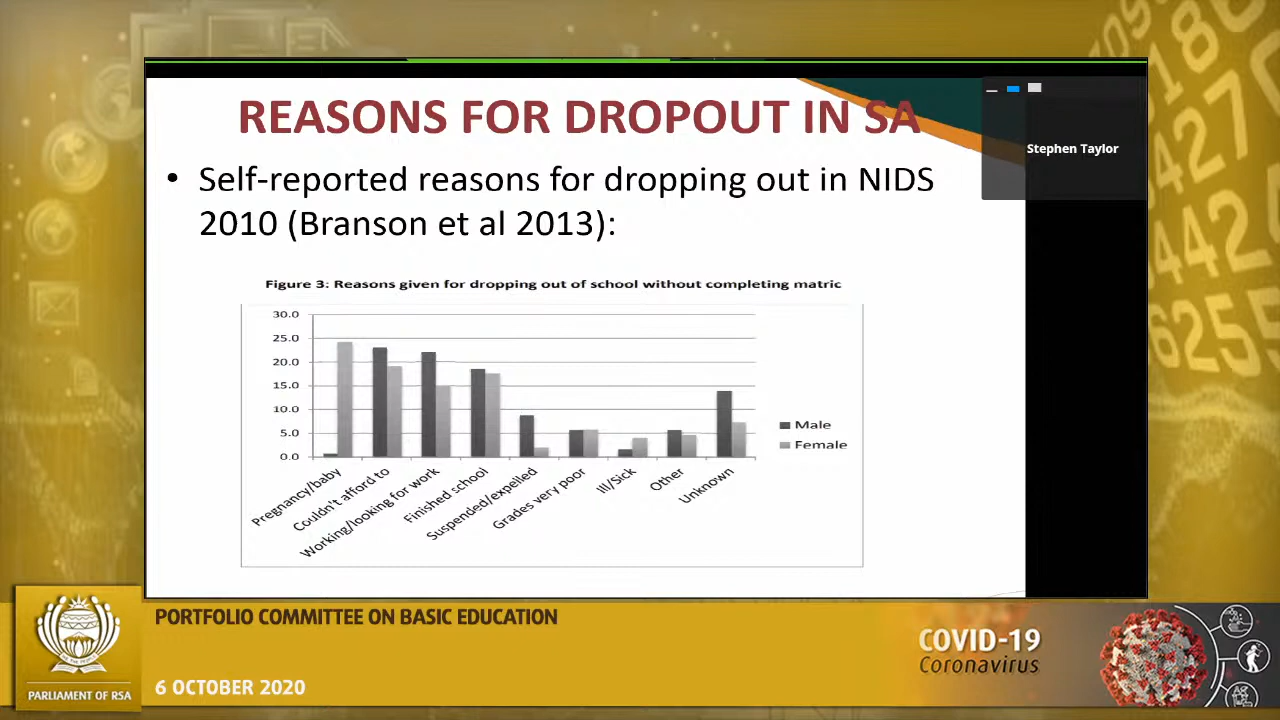 REASONS FOR DROPOUT IN SA
Stephen Taylor
• Self-reported reasons for dropping out in NIDS
2010 (Branson et al 2013):
Figure 3: Reasons given for dropping out of school without completing matric
30.0
25.0
20.0
15.0
10.0
5.0
0.0
Pregnancy/baby
Couldn't afford to
Working/looking for work
Finished school
Suspended/expelled
Grades very poor
Ill/Sick
Other
Unknown
Male
Female
PORTFOLIO COMMITTEE ON BASIC EDUCATION
6 OCTOBER 2020
PARLIAMENT OF RSA
COVID-19
Coronavirus